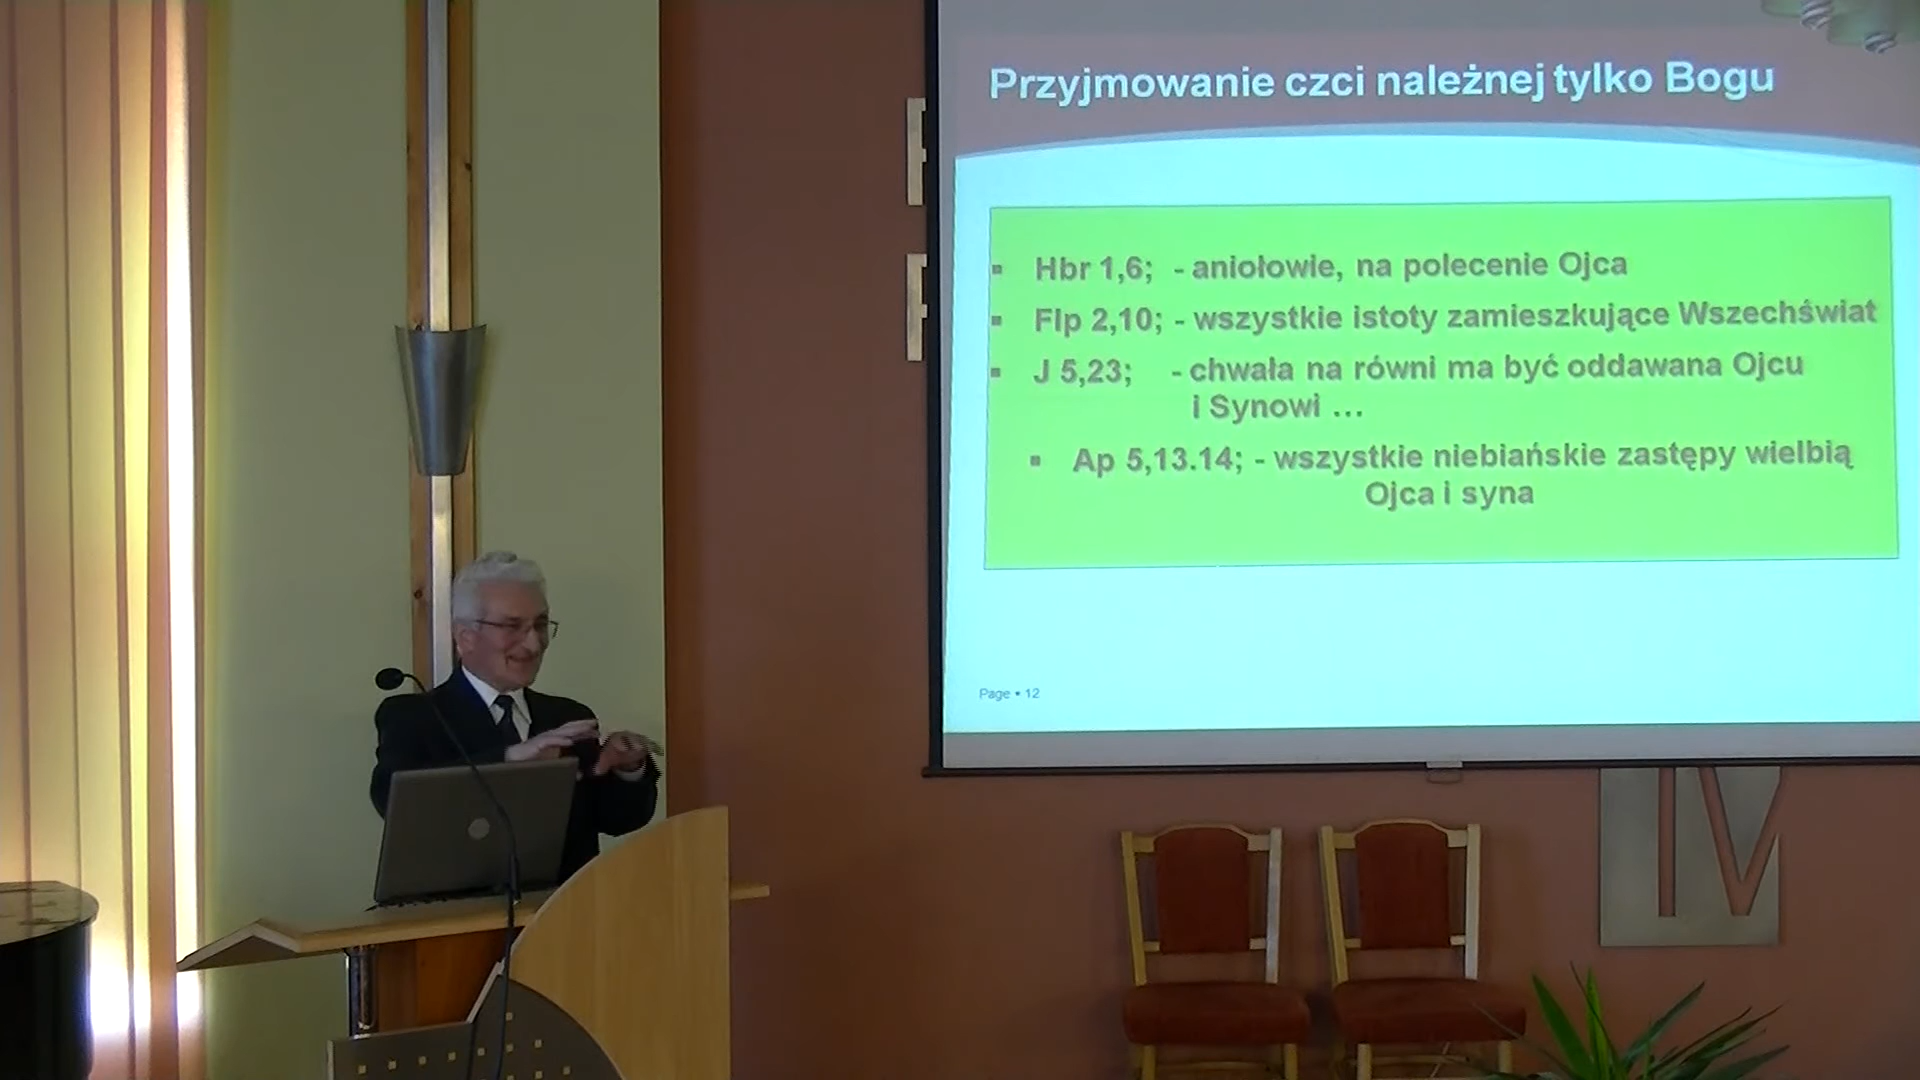 Przyjmowanie czci należnej tylko Bogu
▪ Hbr 1,6; - aniołowie, na polecenie Ojca
▪ Flp 2,10; - wszystkie istoty zamieszkujące Wszechświat
▪ J 5,23; - chwała na równi ma być oddawana Ojcu
i Synowi ...
▪ Ap 5,13.14; - wszystkie niebiańskie zastępy wielbią
Ojca i syna
Page ▪ 12
IV